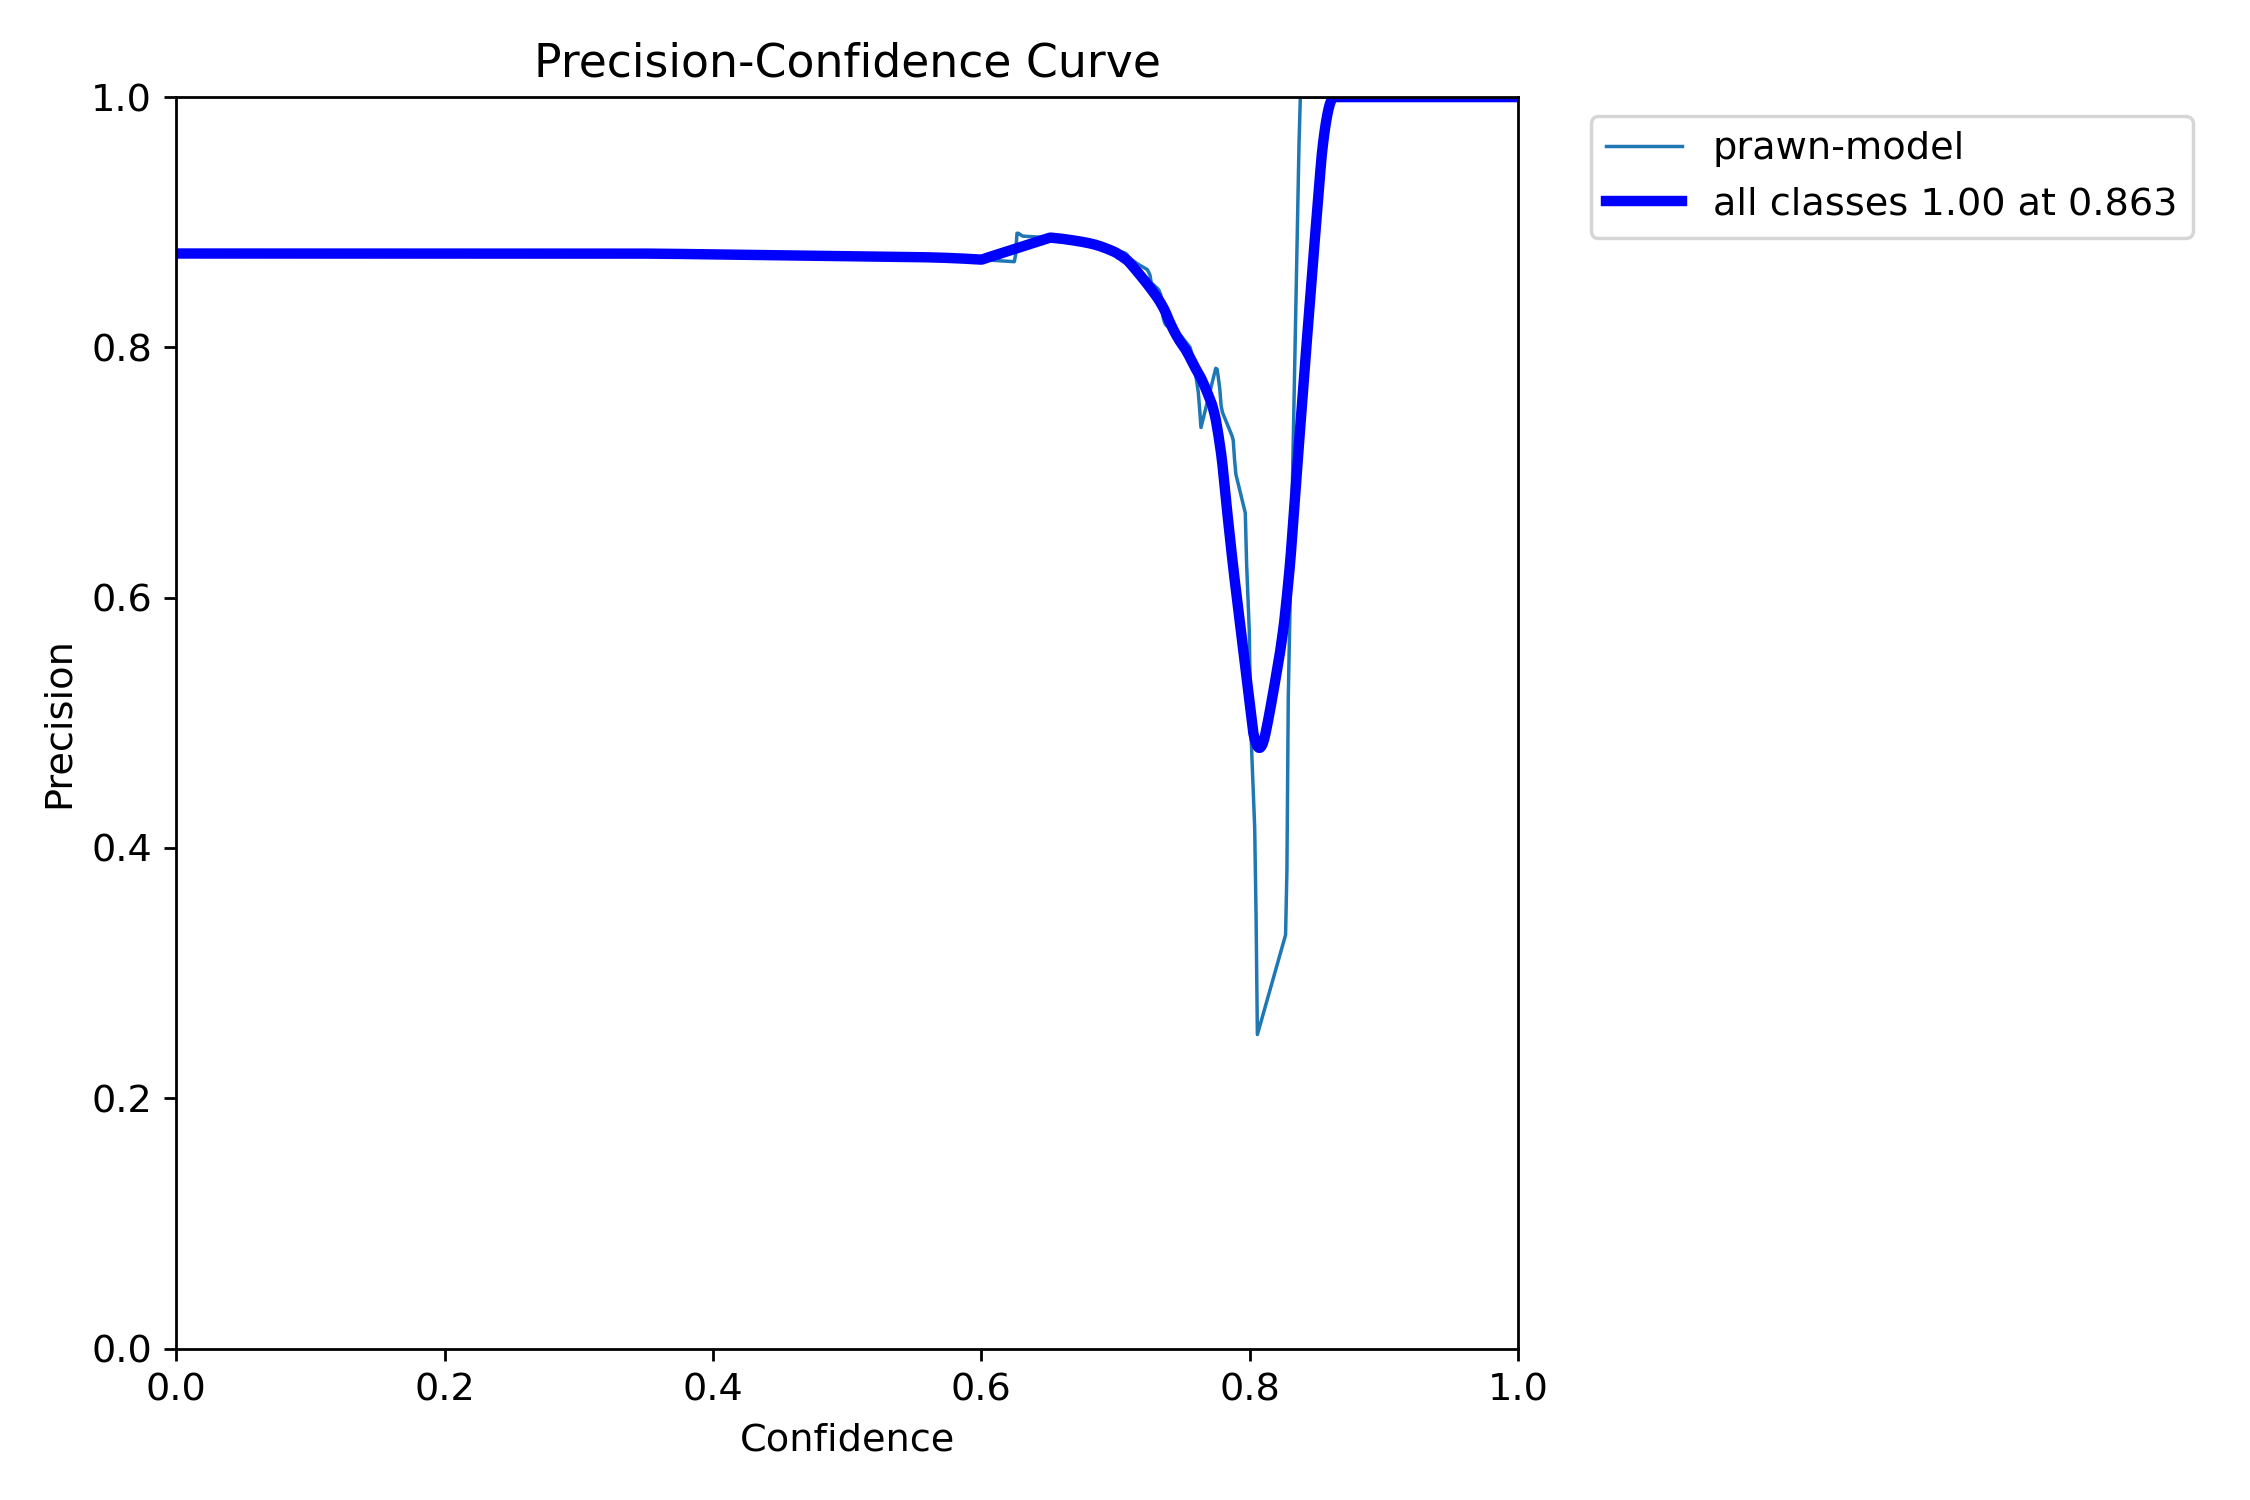 Precision-Confidence Curve
1.0
0.8
0.6
0.4
0.2
0.0
Precision
0.0 0.2 0.4 0.6 0.8 1.0
Confidence
prawn-model
all classes 1.00 at 0.863